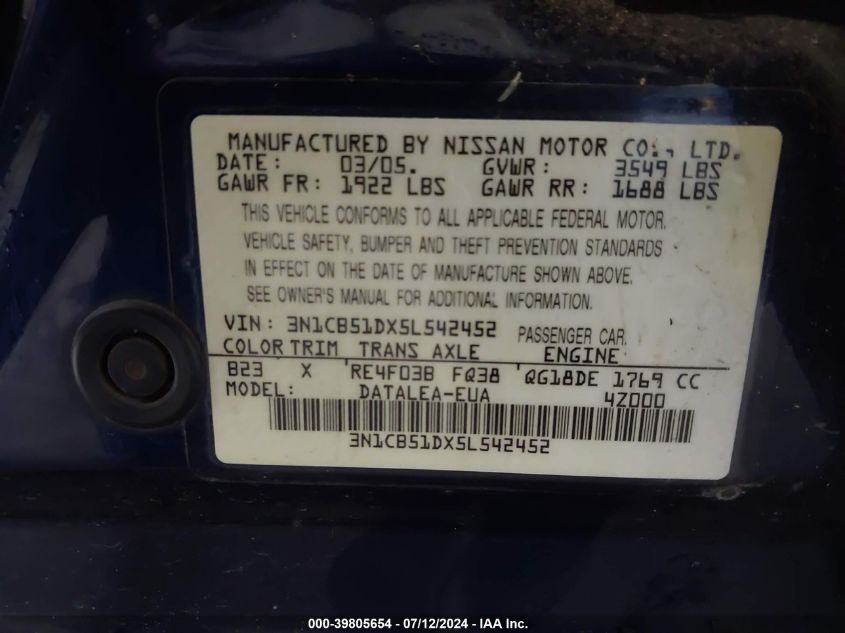 MANUFACTURED BY NISSAN MOTOR CO., LTD.
DATE: 03/05. GVWR: 3549 LBS
GAWR FR: 1922 LBS GAWR RR: 1688 LBS
THIS VEHICLE CONFORMS TO ALL APPLICABLE FEDERAL MOTOR.
VEHICLE SAFETY, BUMPER AND THEFT PREVENTION STANDARDS
IN EFFECT ON THE DATE OF MANUFACTURE SHOWN ABOVE.
SEE OWNER'S MANUAL FOR ADDITIONAL INFORMATION.
VIN: 3N1CB51DX5L542452 PASSENGER CAR.
COLOR TRIM TRANS AXLE ENGINE
B23 X RE4F03B FQ38 QG18DE 1769 CC
MODEL: DATALEA-EUA 4Z000
3N1CB51DX5L542452
000-39805654 - 07/12/2024 - IAA Inc.